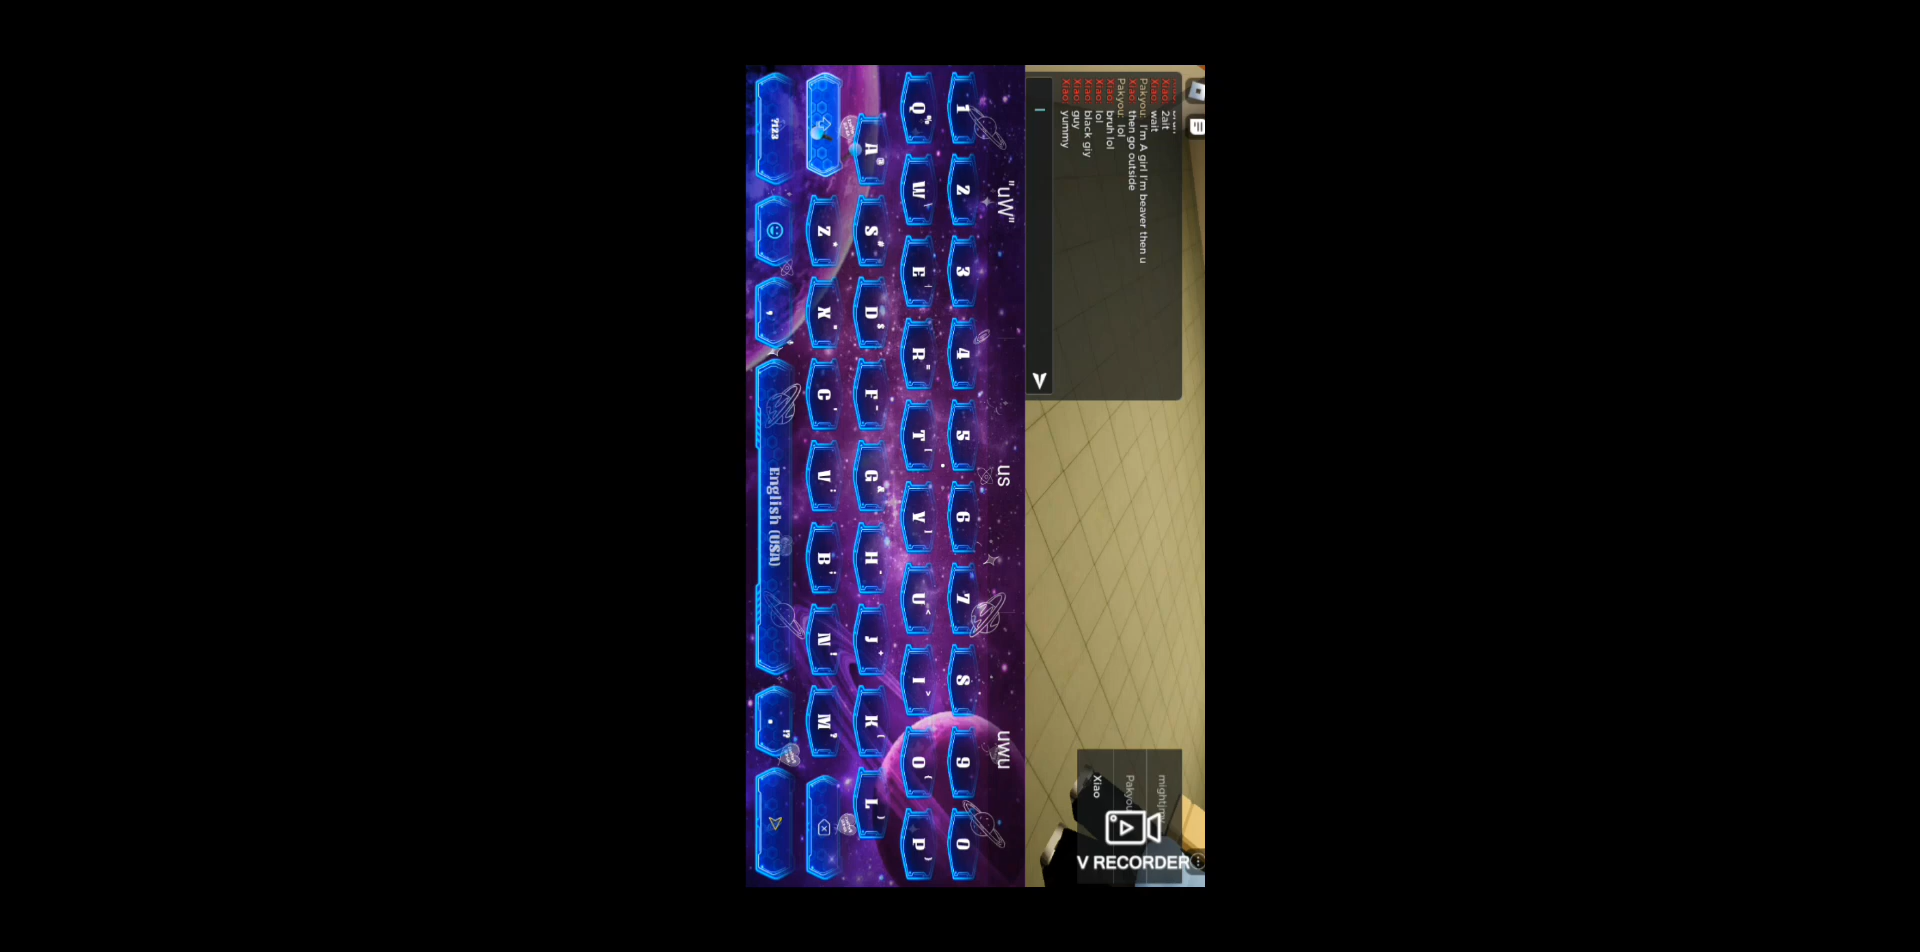 Xiao: 2ait
Xiao: wait
Pakyou: I'm A girl I'm beaver then u
Xiao: then go outside
Pakyou: lol
Xiao: bruh lol
Xiao: lol
Xiao: black giy
Xiao: guy
Xiao: yummy
Pakyou
Xiao
V RECORDER
"uW" us uwu
1 2 3 4 5 6 7 8 9 0
Q W E R T Y U I O P
A S D F G H J K L
Z X C V B N M
?123 , English (USA) . !?